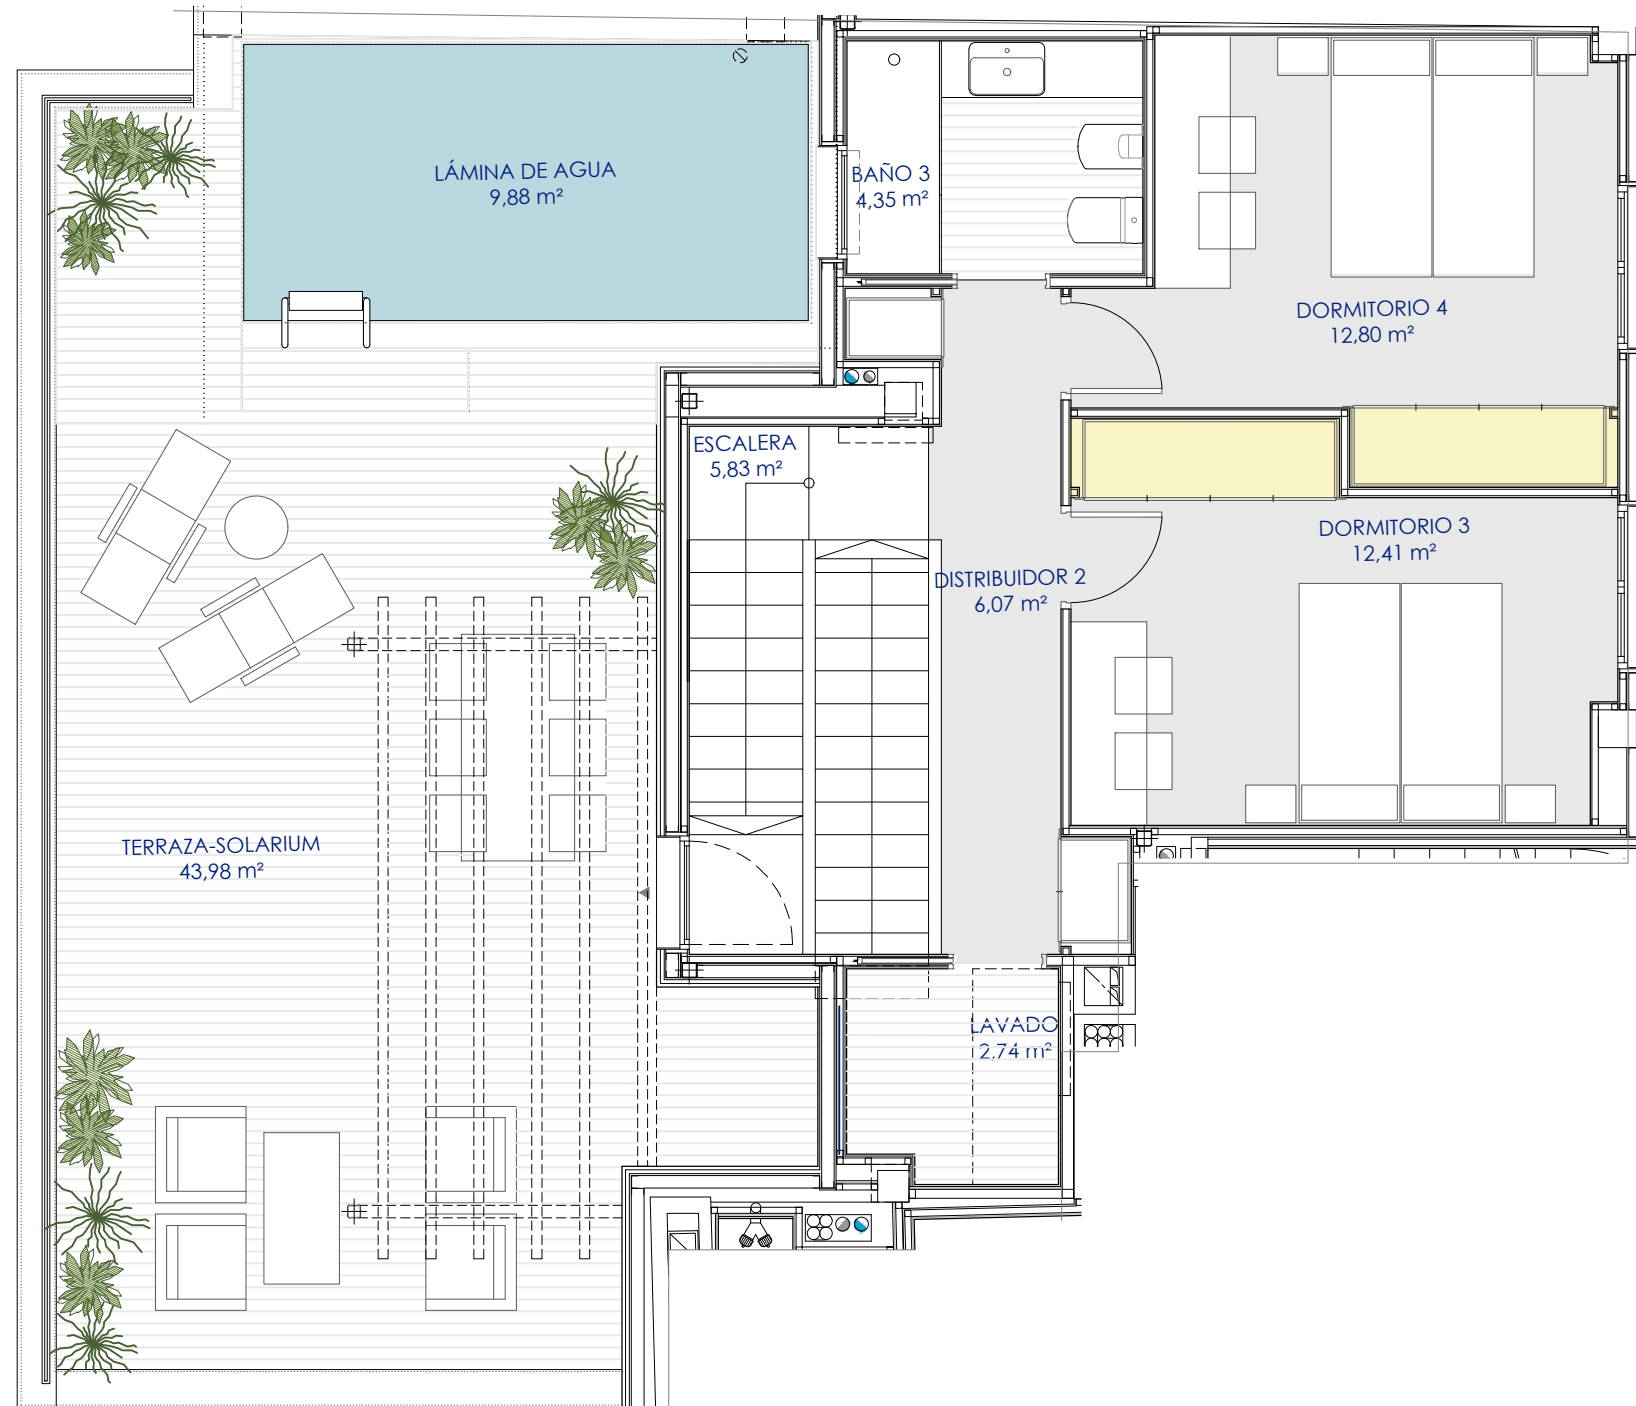 LÁMINA DE AGUA
9,88 m²
BAÑO 3
4,35 m²
DORMITORIO 4
12,80 m²
ESCALERA
5,83 m²
DORMITORIO 3
12,41 m²
DISTRIBUIDOR 2
6,07 m²
TERRAZA-SOLARIUM
43,98 m²
LAVADO
2,74 m²